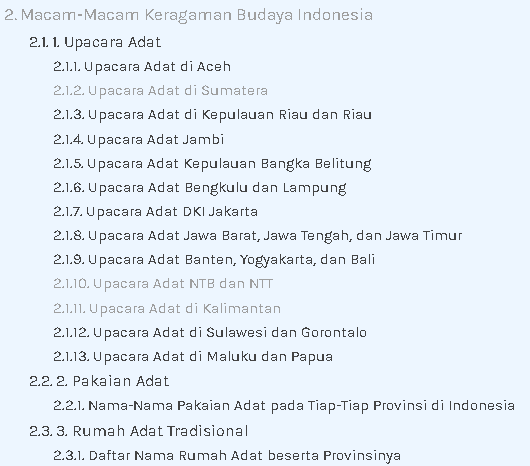 2. Macam-Macam Keragaman Budaya Indonesia
2.1. 1. Upacara Adat
2.1.1. Upacara Adat di Aceh
2.1.2. Upacara Adat di Sumatera
2.1.3. Upacara Adat di Kepulauan Riau dan Riau
2.1.4. Upacara Adat Jambi
2.1.5. Upacara Adat Kepulauan Bangka Belitung
2.1.6. Upacara Adat Bengkulu dan Lampung
2.1.7. Upacara Adat DKI Jakarta
2.1.8. Upacara Adat Jawa Barat, Jawa Tengah, dan Jawa Timur
2.1.9. Upacara Adat Banten, Yogyakarta, dan Bali
2.1.10. Upacara Adat NTB dan NTT
2.1.11. Upacara Adat di Kalimantan
2.1.12. Upacara Adat di Sulawesi dan Gorontalo
2.1.13. Upacara Adat di Maluku dan Papua
2.2. 2. Pakaian Adat
2.2.1. Nama-Nama Pakaian Adat pada Tiap-Tiap Provinsi di Indonesia
2.3. 3. Rumah Adat Tradisional
2.3.1. Daftar Nama Rumah Adat beserta Provinsinya